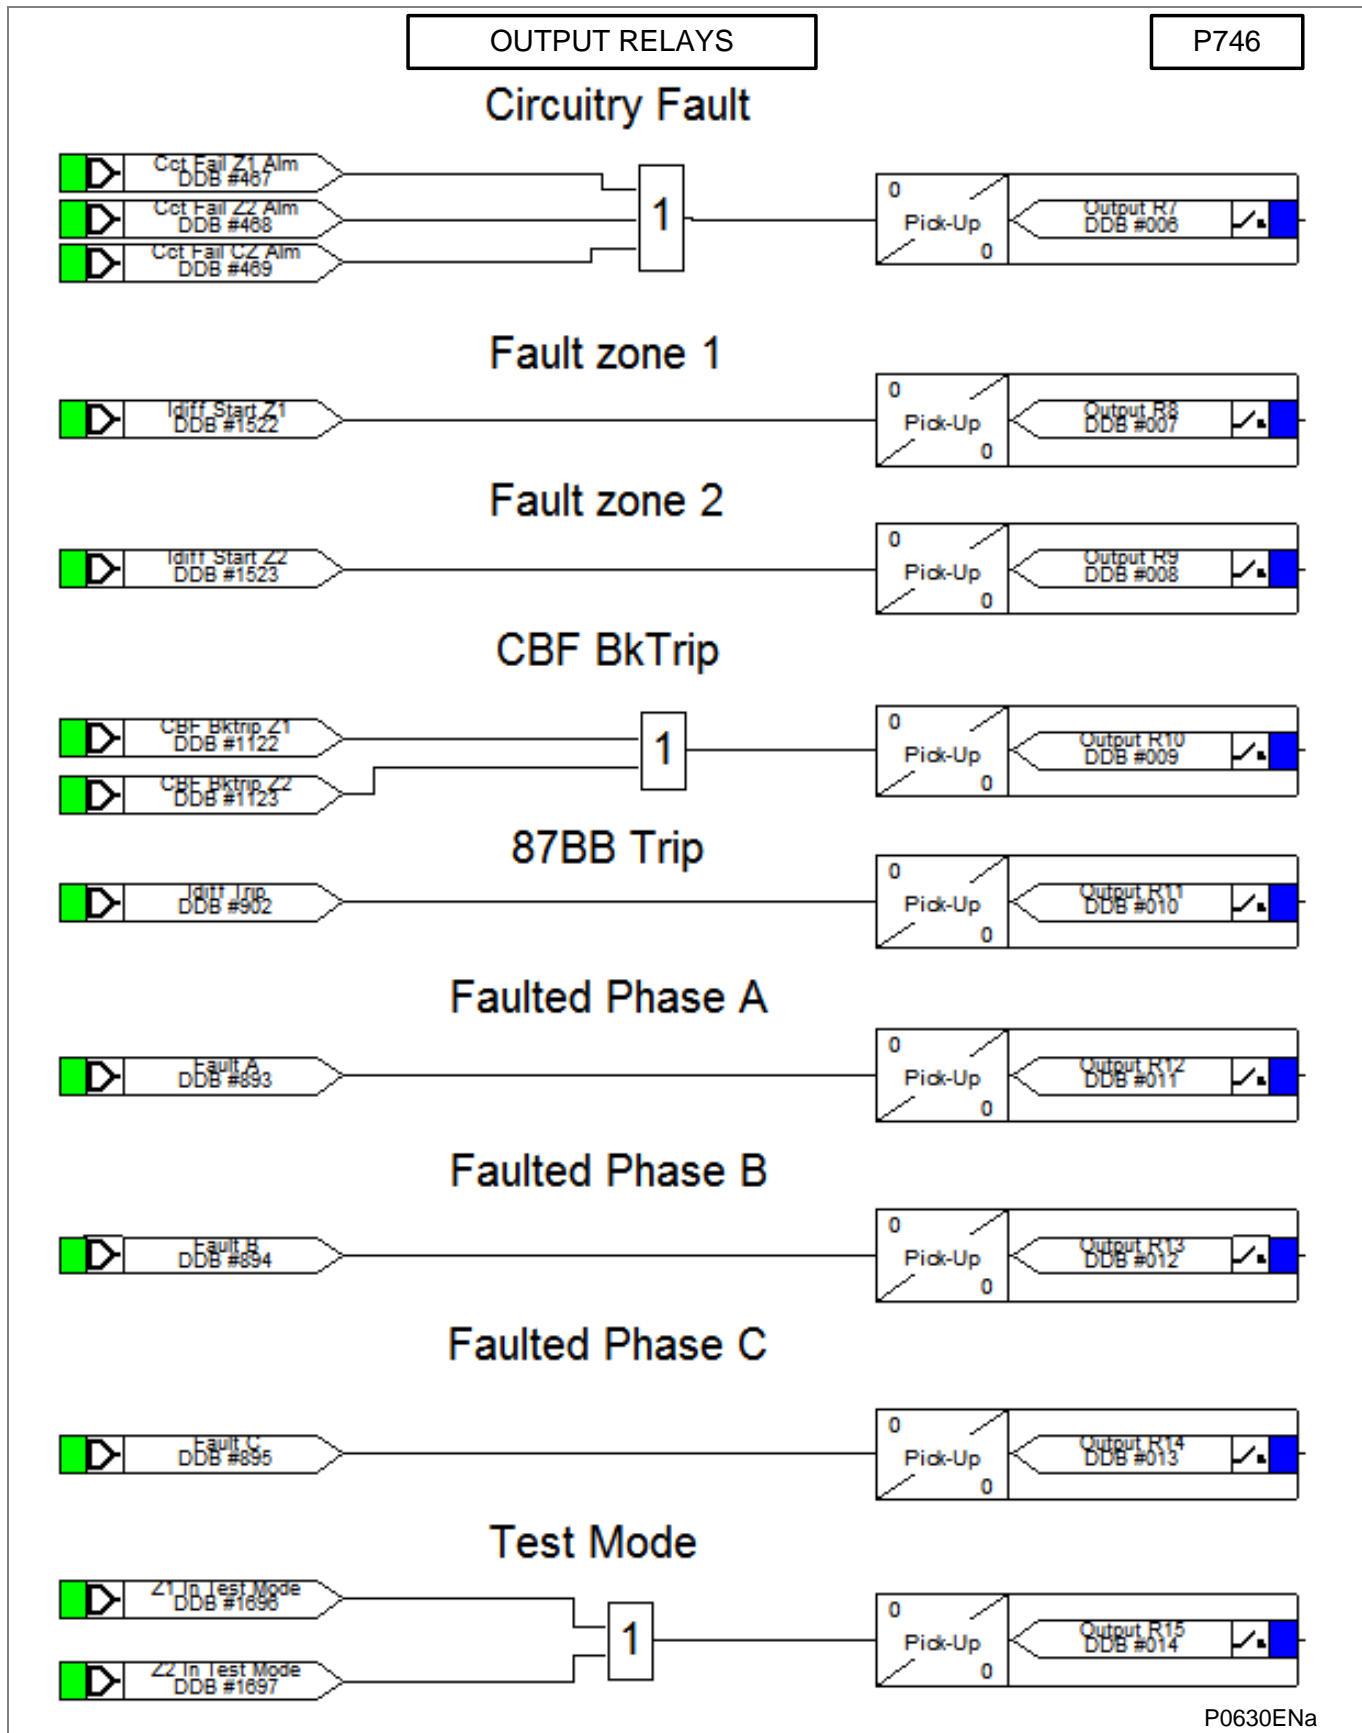 OUTPUT RELAYS
P746
Circuitry Fault
Cct Fail Z1 Alm
DDB #467
Cct Fail Z2 Alm
DDB #468
Cct Fail CZ Alm
DDB #469
1
0
Pick-Up
0
Output R7
DDB #006
Fault zone 1
Idiff Start Z1
DDB #1522
0
Pick-Up
0
Output R8
DDB #007
Fault zone 2
Idiff Start Z2
DDB #1523
0
Pick-Up
0
Output R9
DDB #008
CBF BkTrip
CBF Bktrip Z1
DDB #1122
CBF Bktrip Z2
DDB #1123
1
0
Pick-Up
0
Output R10
DDB #009
87BB Trip
Idiff Trip
DDB #902
0
Pick-Up
0
Output R11
DDB #010
Faulted Phase A
Fault A
DDB #893
0
Pick-Up
0
Output R12
DDB #011
Faulted Phase B
Fault B
DDB #894
0
Pick-Up
0
Output R13
DDB #012
Faulted Phase C
Fault C
DDB #895
0
Pick-Up
0
Output R14
DDB #013
Test Mode
Z1 In Test Mode
DDB #1696
Z2 In Test Mode
DDB #1697
1
0
Pick-Up
0
Output R15
DDB #014
P0630ENa